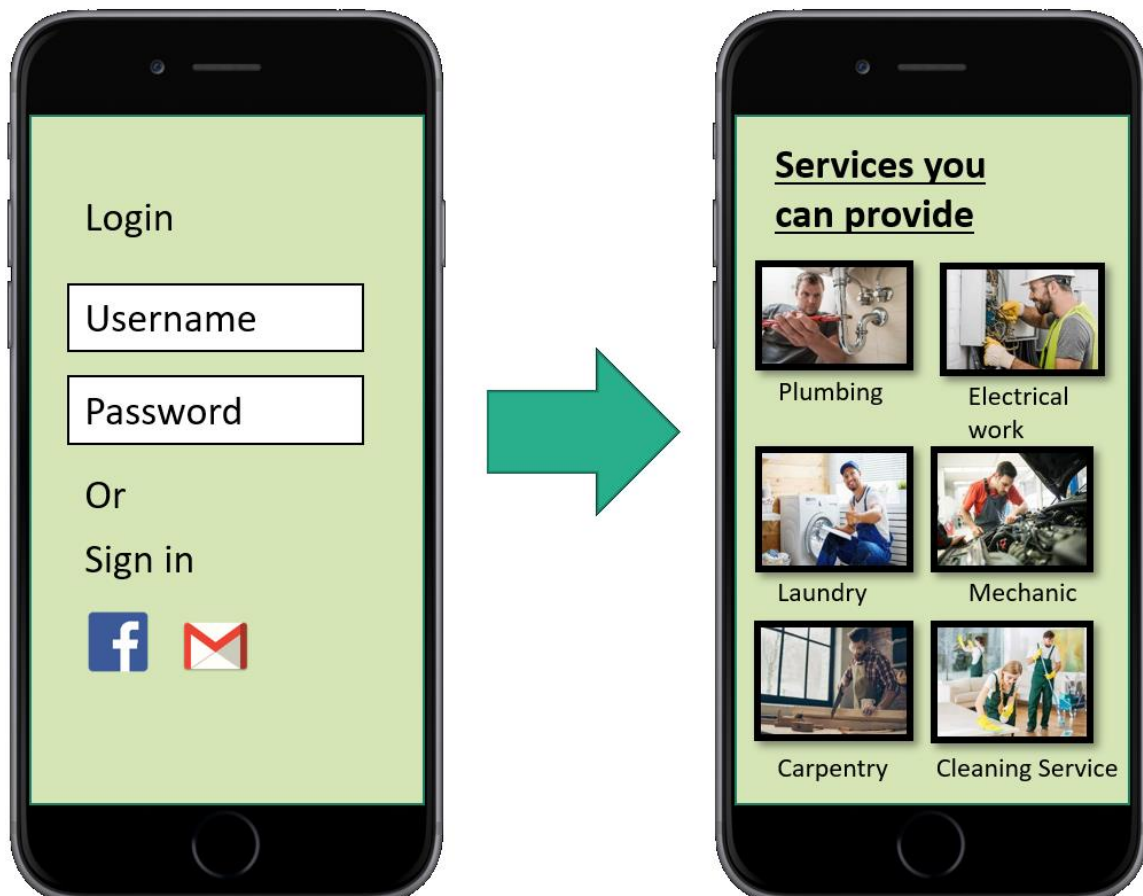 Login
Username
Password
Or
Sign in
Services you
can provide
Plumbing
Electrical
work
Laundry
Mechanic
Carpentry
Cleaning Service